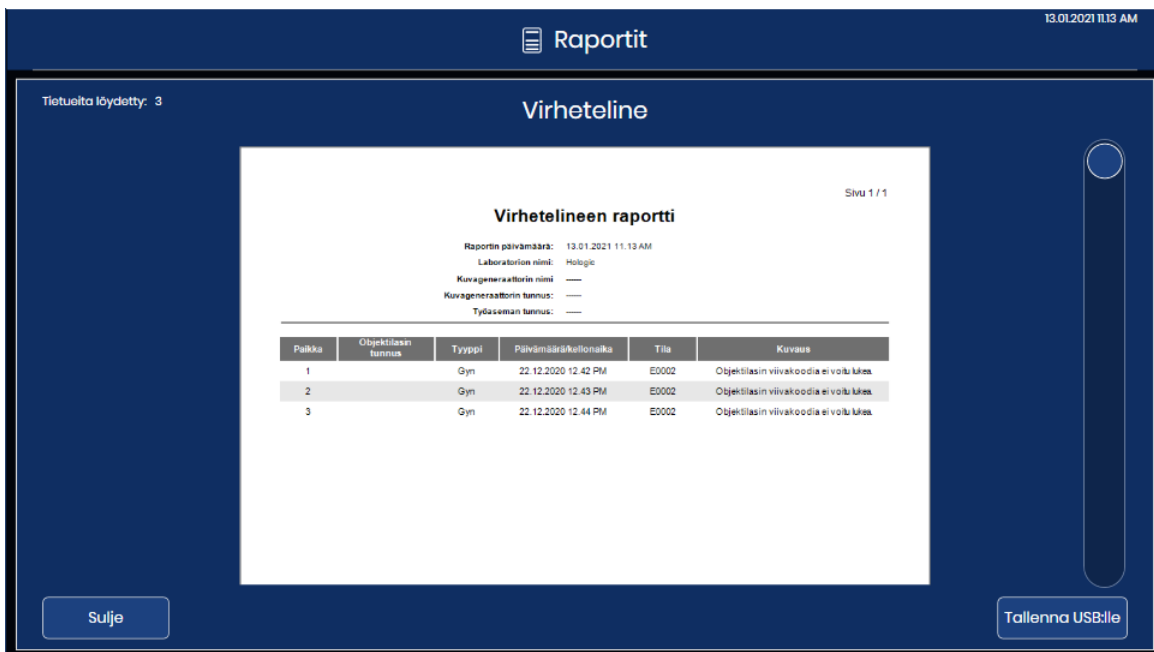 13.01.2021 11.13 AM
Raportit
Tietueita löydetty: 3
Virheteline
Sivu 1 / 1
Virhetelineen raportti
Raportin päivämäärä: 13.01.2021 11.13 AM
Laboratorion nimi: Hologic
Kuvageneraattorin nimi -----
Kuvageneraattorin tunnus: -----
Työaseman tunnus: -----
Paikka Objektilasin tunnus Tyyppi Päivämäärä/kellonaika Tila Kuvaus
1 Gyn 22.12.2020 12.42 PM E0002 Objektilasin viivakoodia ei voitu lukea.
2 Gyn 22.12.2020 12.43 PM E0002 Objektilasin viivakoodia ei voitu lukea.
3 Gyn 22.12.2020 12.44 PM E0002 Objektilasin viivakoodia ei voitu lukea.
Sulje
Tallenna USB:lle